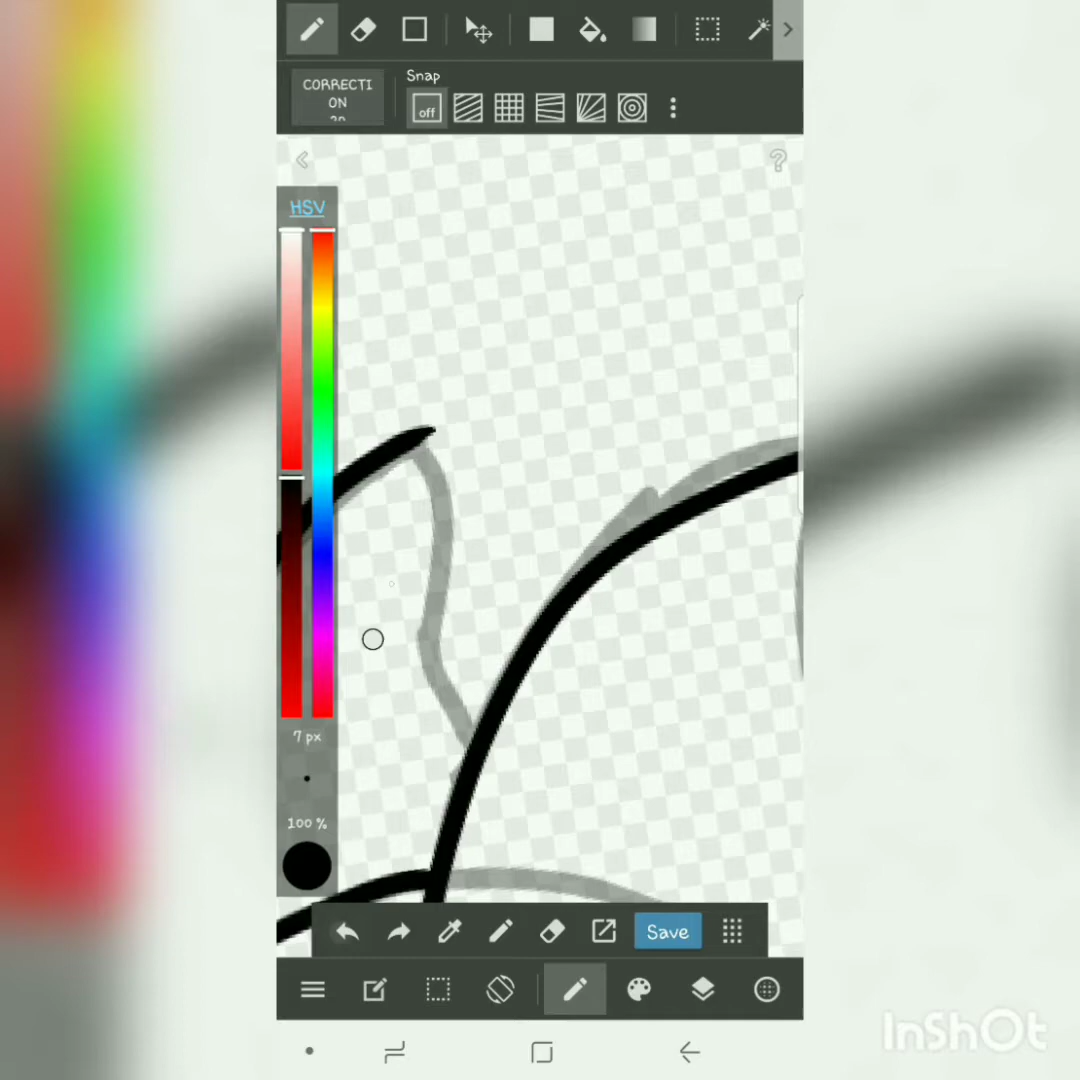 CORRECTI
ON
Snap
off
?
HSV
7 px
100 %
Save
InShOt